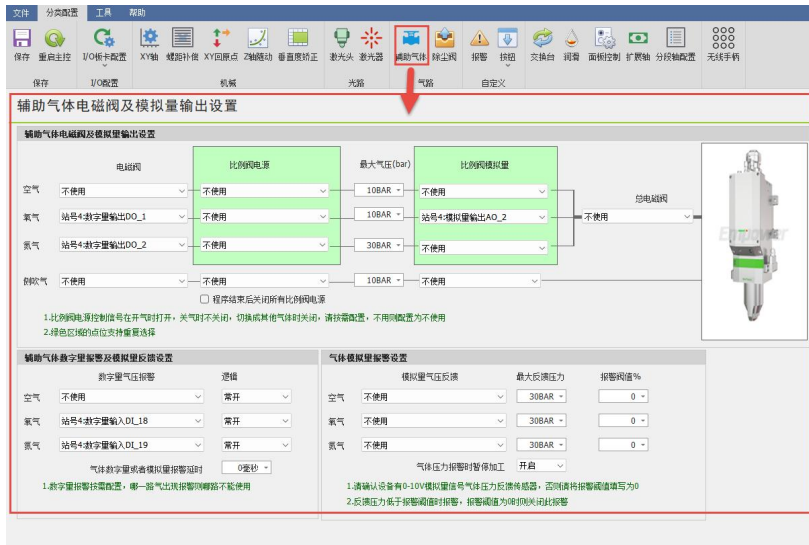 文件 分类配置 工具 帮助
保存 重启主控 I/O板卡配置 XY轴 螺距补偿 XY回原点 Z轴随动 垂直度矫正 激光头 激光器 辅助气体 除尘阀 报警 按钮 交换台 润滑 面板控制 扩展轴 分段轴配置 无线手柄
保存 I/O配置 机械 光路 气路 自定义
辅助气体电磁阀及模拟量输出设置
辅助气体电磁阀及模拟量输出设置
电磁阀 比例阀电源 最大气压(bar) 比例阀模拟量
空气 不使用 不使用 10BAR 不使用
总电磁阀
氧气 站号4:数字量输出DO_1 不使用 10BAR 站号4:模拟量输出AO_2 不使用
氮气 站号4:数字量输出DO_2 不使用 30BAR 不使用
Empower
侧吹气 不使用 不使用 10BAR 不使用
程序结束后关闭所有比例阀电源
1.比例阀电源控制信号在开气时打开，关气时不关闭，切换成其他气体时关闭，请按需配置，不用则配置为不使用
2.绿色区域的点位支持重复选择
辅助气体数字量报警及模拟量反馈设置
数字量气压报警 逻辑
空气 不使用 常开
氧气 站号4:数字量输入DI_18 常开
氮气 站号4:数字量输入DI_19 常开
气体数字量或者模拟量报警延时 0毫秒
1.数字量报警按需配置，哪一路气出现报警则哪路不能使用
气体模拟量报警设置
模拟量气压反馈 最大反馈压力 报警阀值%
空气 不使用 30BAR 0
氧气 不使用 30BAR 0
氮气 不使用 30BAR 0
气体压力报警时暂停加工 开启
1.请确认设备有0-10V模拟量信号气体压力反馈传感器，否则请将报警阀值填写为0
2.反馈压力低于报警阀值时报警，报警阀值为0时则关闭此报警